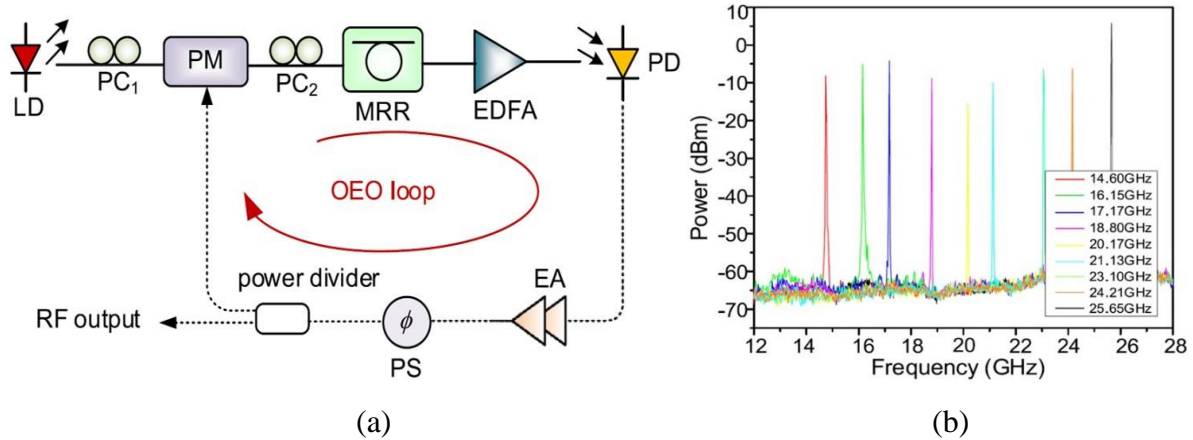 LD
PC1
PM
PC2
MRR
EDFA
PD
OEO loop
power divider
EA
RF output
ϕ
PS
(a)
Power (dBm)
10
0
-10
-20
-30
-40
-50
-60
-70
14.60GHz
16.15GHz
17.17GHz
18.80GHz
20.17GHz
21.13GHz
23.10GHz
24.21GHz
25.65GHz
12 14 16 18 20 22 24 26 28
Frequency (GHz)
(b)